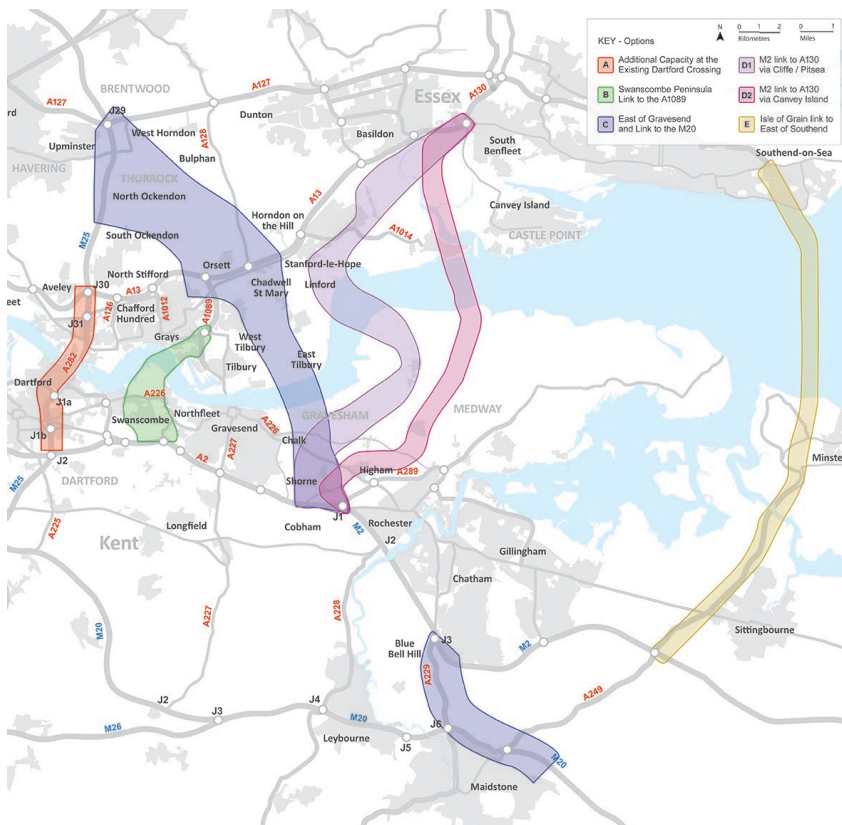 KEY - Options
N
0 1 2
Kilometres
0 1
Miles
A Additional Capacity at the
Existing Dartford Crossing
B Swanscombe Peninsula
Link to the A1089
C East of Gravesend
and Link to the M20
D1 M2 link to A130
via Cliffe / Pitsea
D2 M2 link to A130
via Canvey Island
E Isle of Grain link to
East of Southend
BRENTWOOD
A127
A127
A130
Essex
J29
A127
West Horndon
Dunton
Basildon
A128
Upminster
Bulphan
South
Benfleet
Southend-on-Sea
HAVERING
THURROCK
North Ockendon
A13
Canvey Island
Horndon on
the Hill
A1014
CASTLE POINT
M25
South Ockendon
Stanford-le-Hope
Orsett
North Stifford
Linford
Aveley
J30
A13
Chadwell
St Mary
A126
Chafford
Hundred
A1012
A1089
J31
Grays
West
Tilbury
East
Tilbury
A282
Tilbury
Dartford
J1a
A226
Northfleet
GRAVESHAM
MEDWAY
Swanscombe
Gravesend
A226
J1b
A227
Chalk
J2
A2
Higham
A289
Minste
M25
DARTFORD
Shorne
J1
A225
Longfield
Cobham
Rochester
M2
Kent
J2
Gillingham
Chatham
A227
A228
Sittingbourne
M20
Blue
Bell Hill
J3
M2
A229
A249
J2
J4
J3
M20
M26
Leybourne
J6
J5
M20
Maidstone